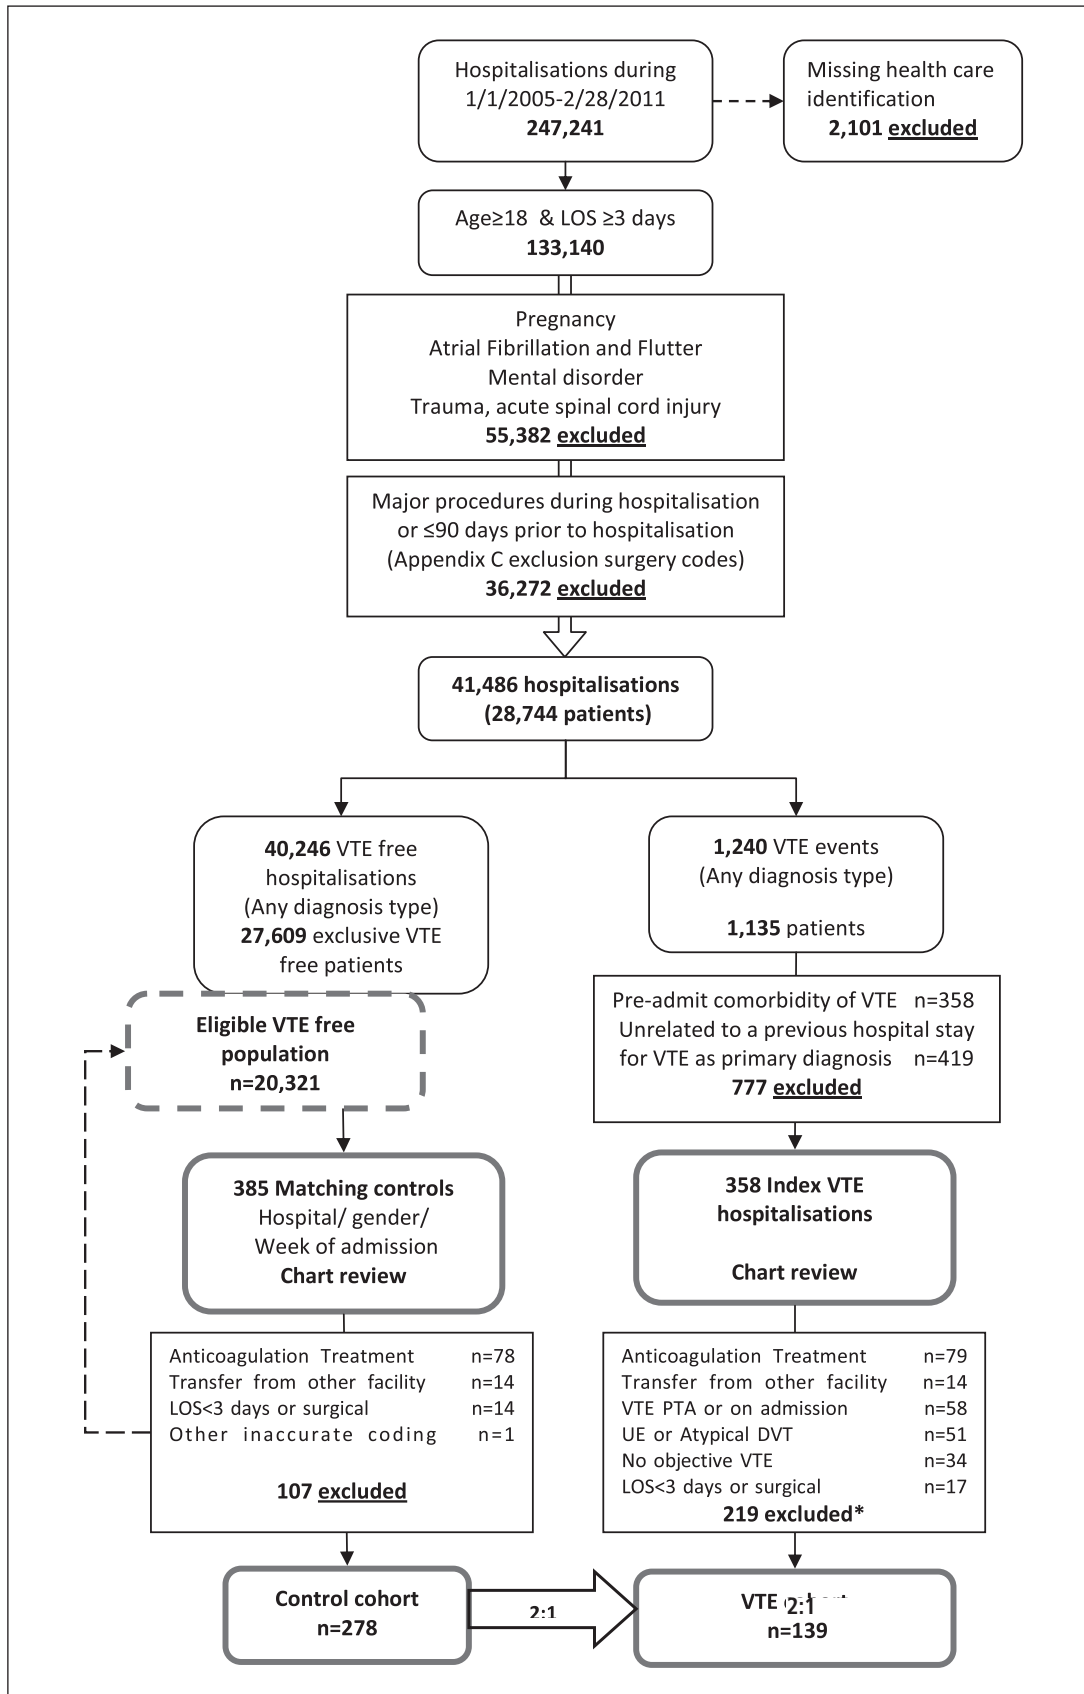 Hospitalisations during
1/1/2005-2/28/2011
247,241
Missing health care
identification
2,101 excluded
Age≥18 & LOS ≥3 days
133,140
Pregnancy
Atrial Fibrillation and Flutter
Mental disorder
Trauma, acute spinal cord injury
55,382 excluded
Major procedures during hospitalisation
or ≤90 days prior to hospitalisation
(Appendix C exclusion surgery codes)
36,272 excluded
41,486 hospitalisations
(28,744 patients)
40,246 VTE free
hospitalisations
(Any diagnosis type)
27,609 exclusive VTE
free patients
1,240 VTE events
(Any diagnosis type)
1,135 patients
Eligible VTE free
population
n=20,321
Pre-admit comorbidity of VTE n=358
Unrelated to a previous hospital stay
for VTE as primary diagnosis n=419
777 excluded
385 Matching controls
Hospital/ gender/
Week of admission
Chart review
358 Index VTE
hospitalisations
Chart review
Anticoagulation Treatment n=78
Transfer from other facility n=14
LOS<3 days or surgical n=14
Other inaccurate coding n=1
107 excluded
Anticoagulation Treatment n=79
Transfer from other facility n=14
VTE PTA or on admission n=58
UE or Atypical DVT n=51
No objective VTE n=34
LOS<3 days or surgical n=17
219 excluded*
Control cohort
n=278
2:1
VTE
2:1
n=139